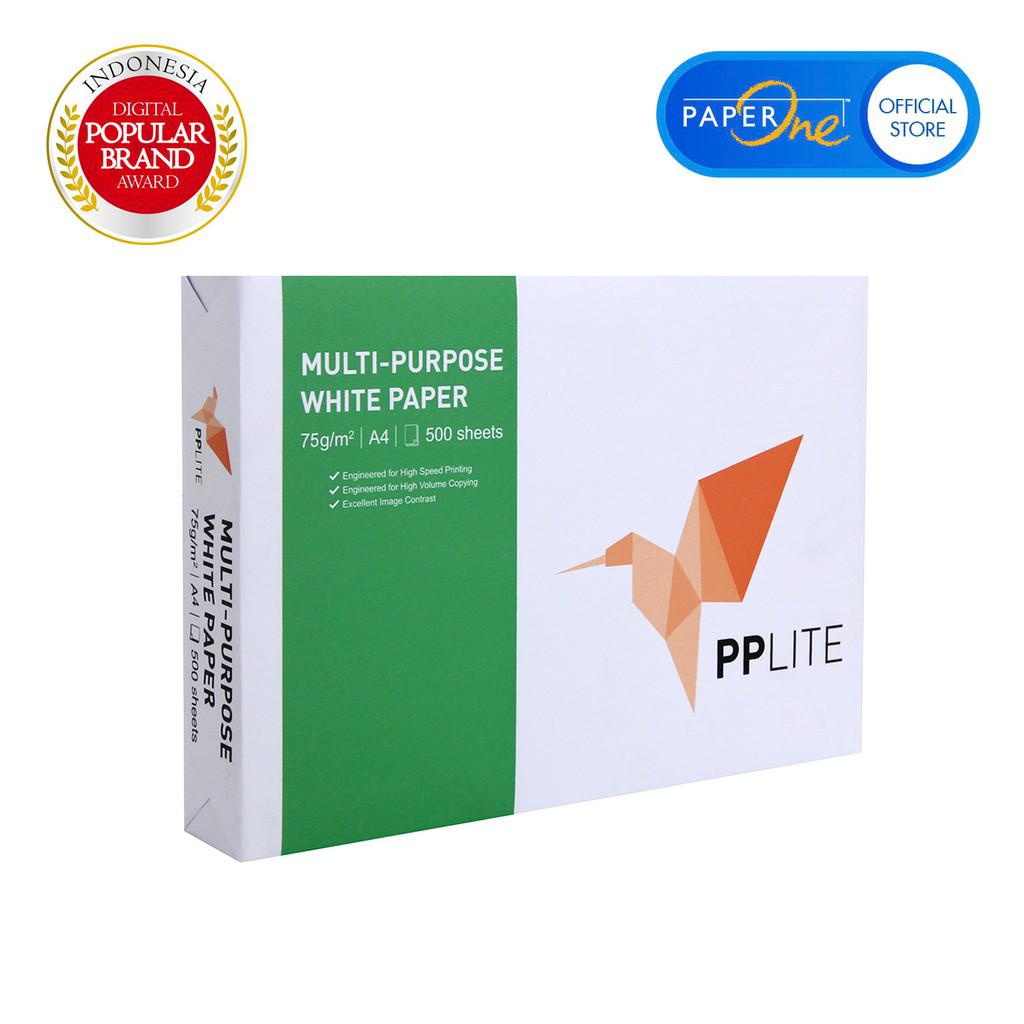 INDONESIA
DIGITAL
POPULAR
BRAND
AWARD
PAPER One™
OFFICIAL
STORE
MULTI-PURPOSE
WHITE PAPER
75g/m² | A4 | 500 sheets
✓ Engineered for High Speed Printing
✓ Engineered for High Volume Copying
✓ Excellent Image Contrast
PPLITE
PPLITE
MULTI-PURPOSE
WHITE PAPER
75g/m² | A4 | 500 sheets